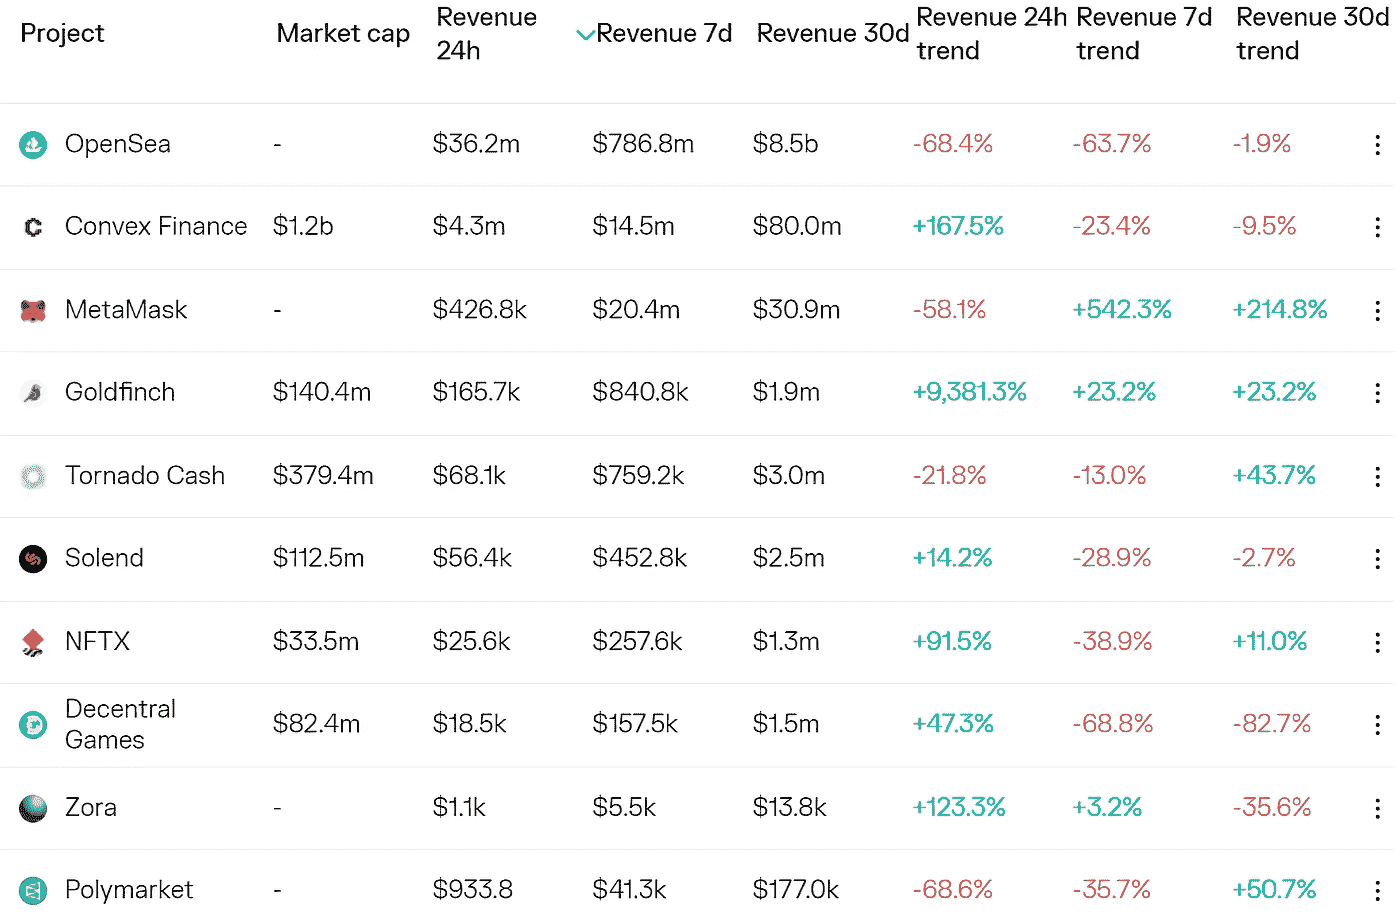 Project Market cap Revenue 24h Revenue 7d Revenue 30d Revenue 24h trend Revenue 7d trend Revenue 30d trend
OpenSea - $36.2m $786.8m $8.5b -68.4% -63.7% -1.9%
Convex Finance $1.2b $4.3m $14.5m $80.0m +167.5% -23.4% -9.5%
MetaMask - $426.8k $20.4m $30.9m -58.1% +542.3% +214.8%
Goldfinch $140.4m $165.7k $840.8k $1.9m +9,381.3% +23.2% +23.2%
Tornado Cash $379.4m $68.1k $759.2k $3.0m -21.8% -13.0% +43.7%
Solend $112.5m $56.4k $452.8k $2.5m +14.2% -28.9% -2.7%
NFTX $33.5m $25.6k $257.6k $1.3m +91.5% -38.9% +11.0%
Decentral Games $82.4m $18.5k $157.5k $1.5m +47.3% -68.8% -82.7%
Zora - $1.1k $5.5k $13.8k +123.3% +3.2% -35.6%
Polymarket - $933.8 $41.3k $177.0k -68.6% -35.7% +50.7%